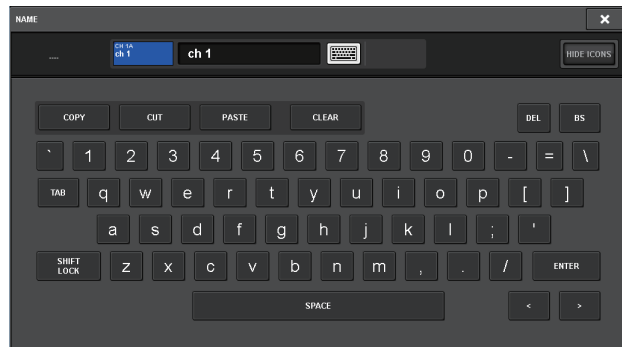 NAME
×
CH 1A
ch 1
ch 1
HIDE ICONS
....
COPY CUT PASTE CLEAR DEL BS
` 1 2 3 4 5 6 7 8 9 0 - = \
TAB q w e r t y u i o p [ ]
a s d f g h j k l ; '
SHIFT LOCK z x c v b n m , . / ENTER
SPACE < >